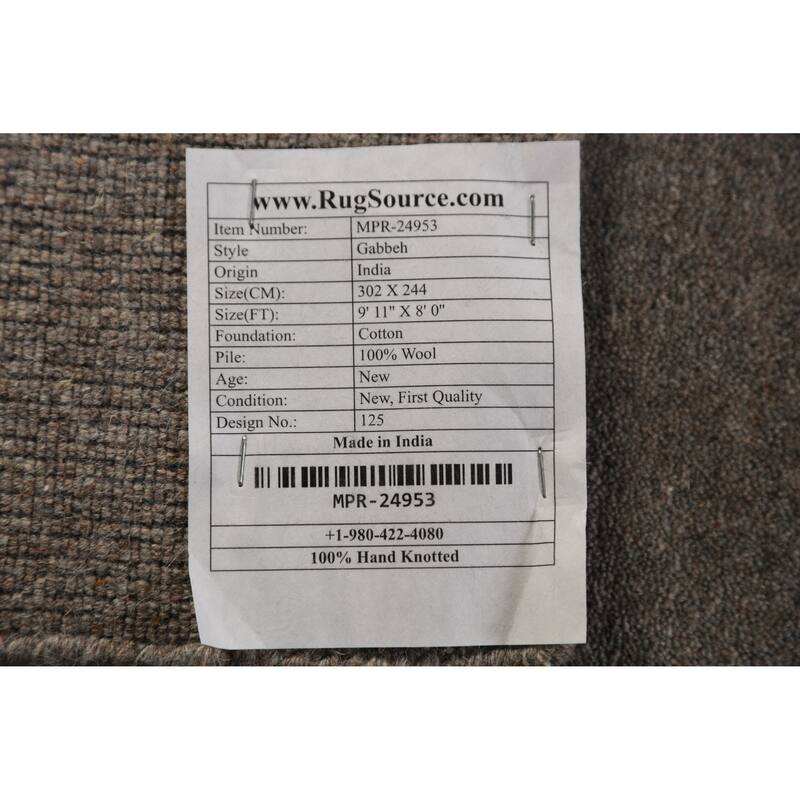 www.RugSource.com
Item Number: MPR-24953
Style Gabbeh
Origin India
Size(CM): 302 X 244
Size(FT): 9' 11" X 8' 0"
Foundation: Cotton
Pile: 100% Wool
Age: New
Condition: New, First Quality
Design No.: 125
Made in India
MPR-24953
+1-980-422-4080
100% Hand Knotted